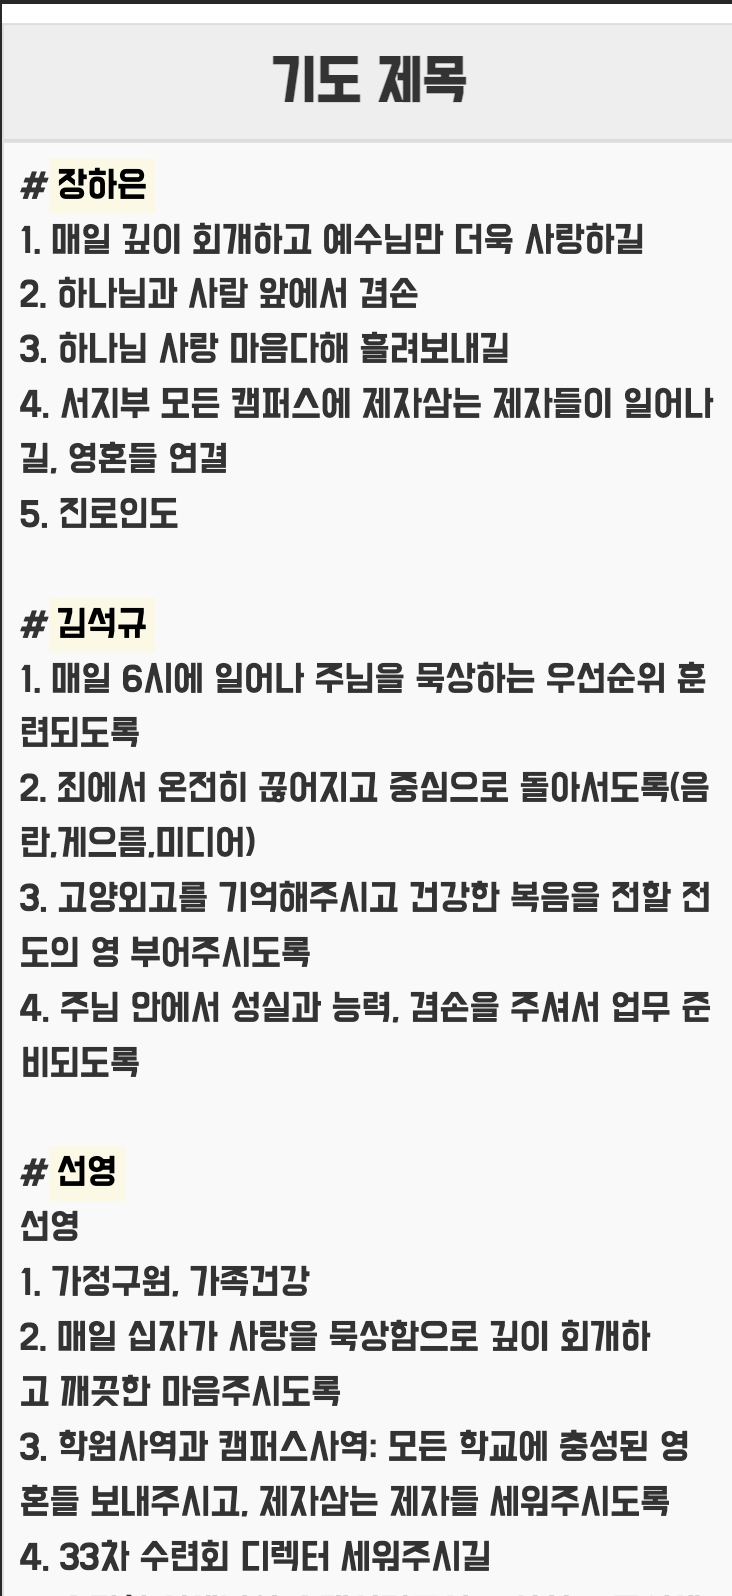 기도 제목
# 장하은
1. 매일 깊이 회개하고 예수님만 더욱 사랑하길
2. 하나님과 사람 앞에서 겸손
3. 하나님 사랑 마음다해 흘려보내길
4. 서지부 모든 캠퍼스에 제자삼는 제자들이 일어나
길, 영혼들 연결
5. 진로인도
# 김석규
1. 매일 6시에 일어나 주님을 묵상하는 우선순위 훈
련되도록
2. 죄에서 온전히 끊어지고 중심으로 돌아서도록(음
란,게으름,미디어)
3. 고양외고를 기억해주시고 건강한 복음을 전할 전
도의 영 부어주시도록
4. 주님 안에서 성실과 능력, 겸손을 주셔서 업무 준
비되도록
# 선영
선영
1. 가정구원, 가족건강
2. 매일 십자가 사랑을 묵상함으로 깊이 회개하
고 깨끗한 마음주시도록
3. 학원사역과 캠퍼스사역: 모든 학교에 충성된 영
혼들 보내주시고, 제자삼는 제자들 세워주시도록
4. 33차 수련회 디렉터 세워주시길